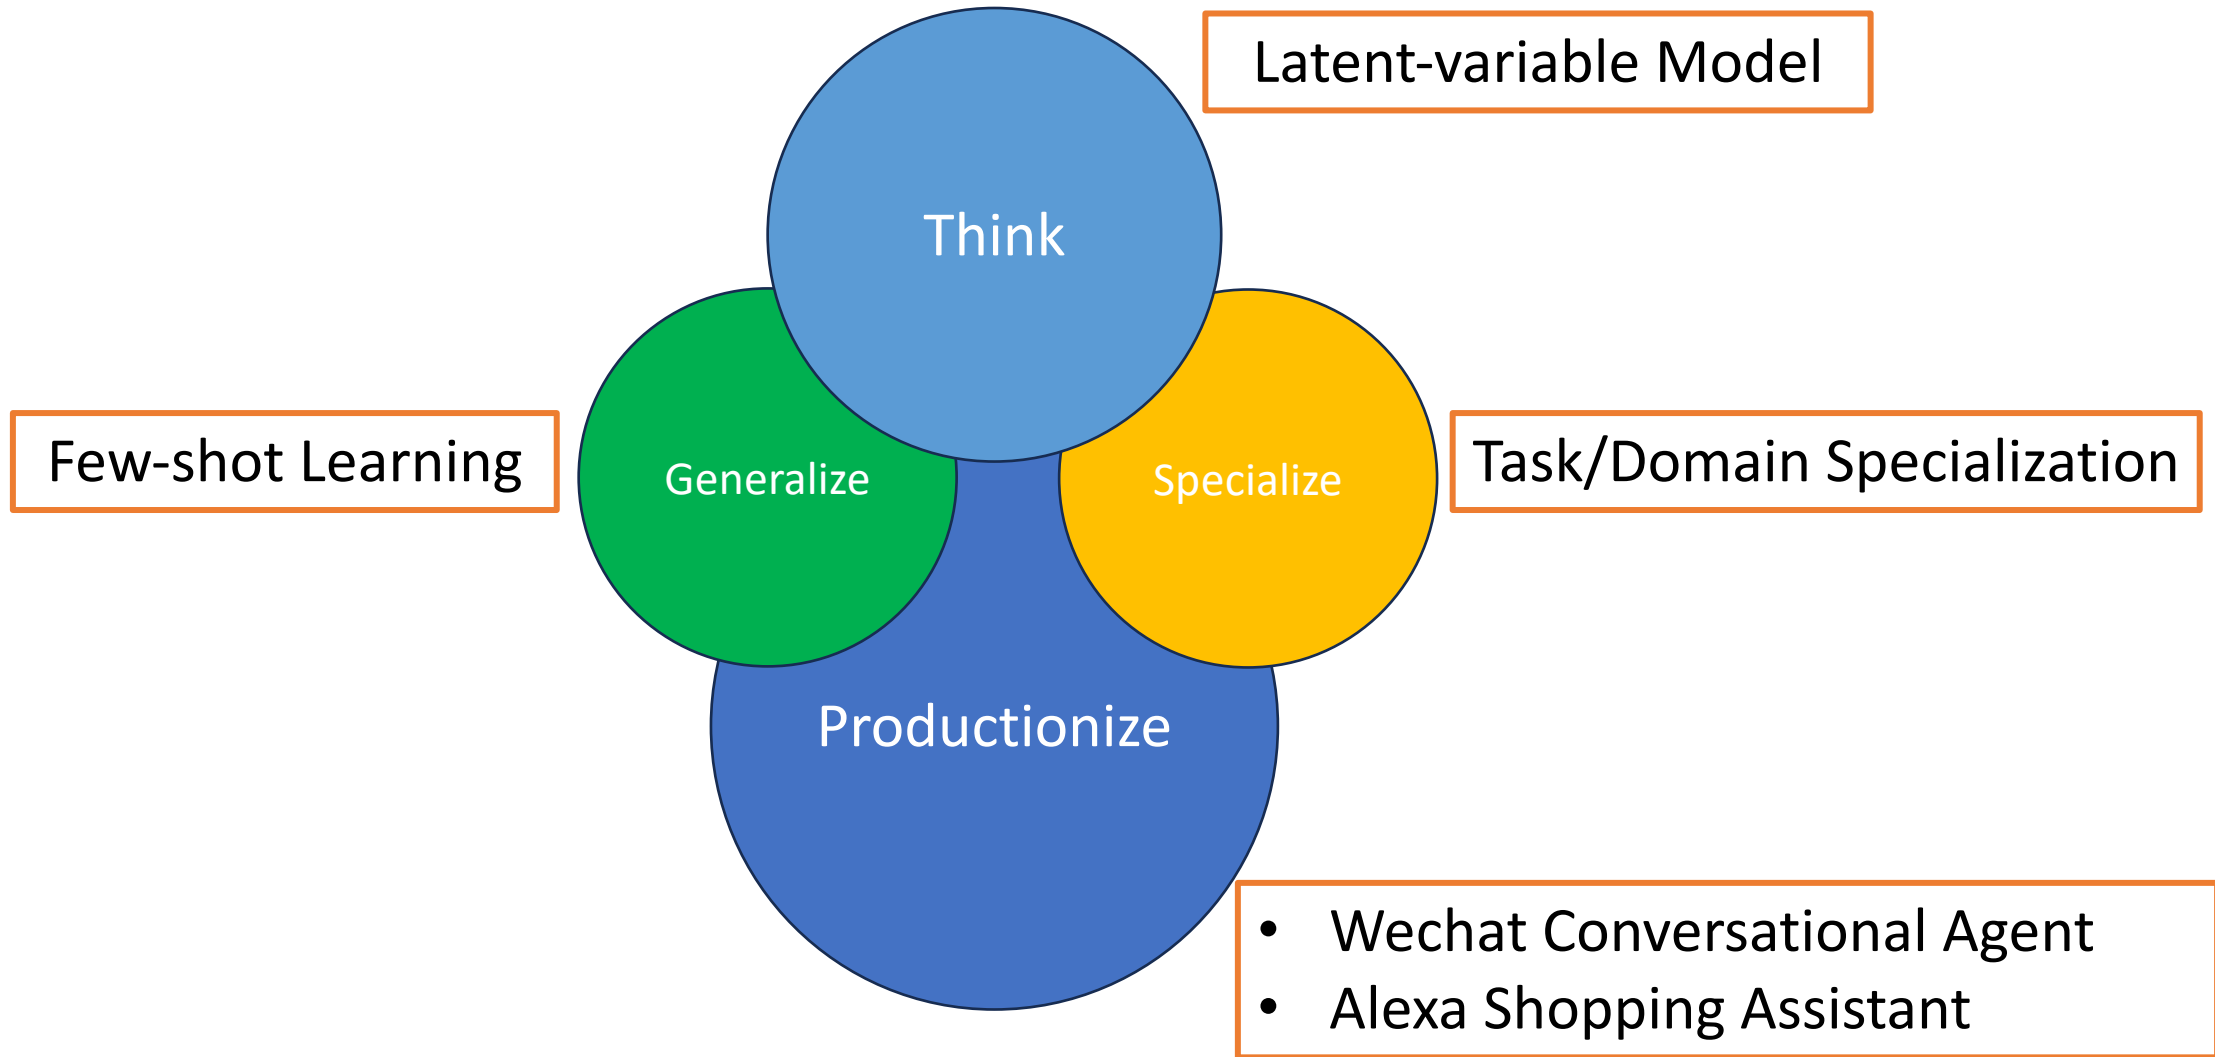 Latent-variable Model
Think
Few-shot Learning
Generalize
Specialize
Task/Domain Specialization
Productionize
• Wechat Conversational Agent
• Alexa Shopping Assistant